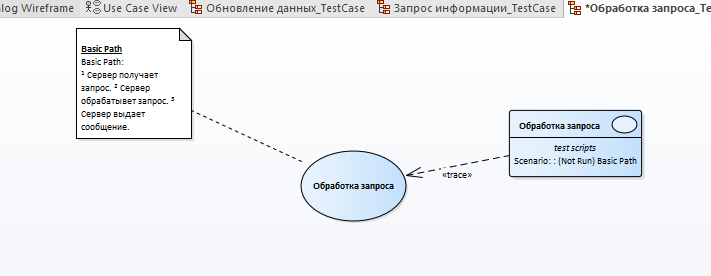 log Wireframe
Use Case View
Обновление данных_TestCase
Запрос информации_TestCase
*Обработка запроса_Te
Basic Path
Basic Path:
¹ Сервер получает
запрос. ² Сервер
обрабатывет запрос. ³
Сервер выдает
сообщение.
Обработка запроса
test scripts
Scenario: : (Not Run) Basic Path
«trace»
Обработка запроса